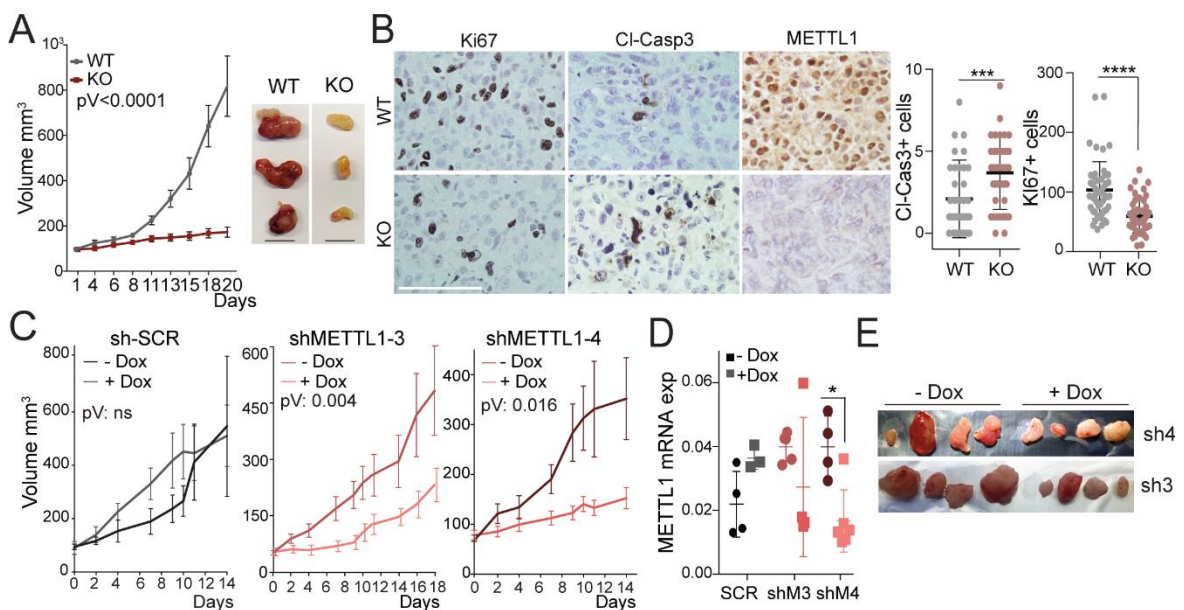 A
10³
WT
KO
pV<0.0001
800
600
400
200
0
Volume mm³
1 4 6 8 11 13 15 18 20
Days
WT KO
B
Ki67 Cl-Casp3 METTL1
WT
KO
Cl-Cas3+ cells
10
5
0
***
WT KO
KI67+ cells
300
200
100
0
****
WT KO
C
sh-SCR
- Dox
+ Dox
pV: ns
Volume mm³
800
600
400
200
0
0 2 4 6 8 10 12 14
Days
shMETTL1-3
- Dox
+ Dox
pV: 0.004
600
450
300
150
0
0 2 4 6 8 10 12 14 16 18
Days
shMETTL1-4
- Dox
+ Dox
pV: 0.016
400
300
200
100
0
0 2 4 6 8 10 12 14
Days
D
- Dox
+Dox
METTL1 mRNA exp
0.06
0.04
0.02
0.00
*
SCR shM3 shM4
E
- Dox + Dox
sh4
sh3